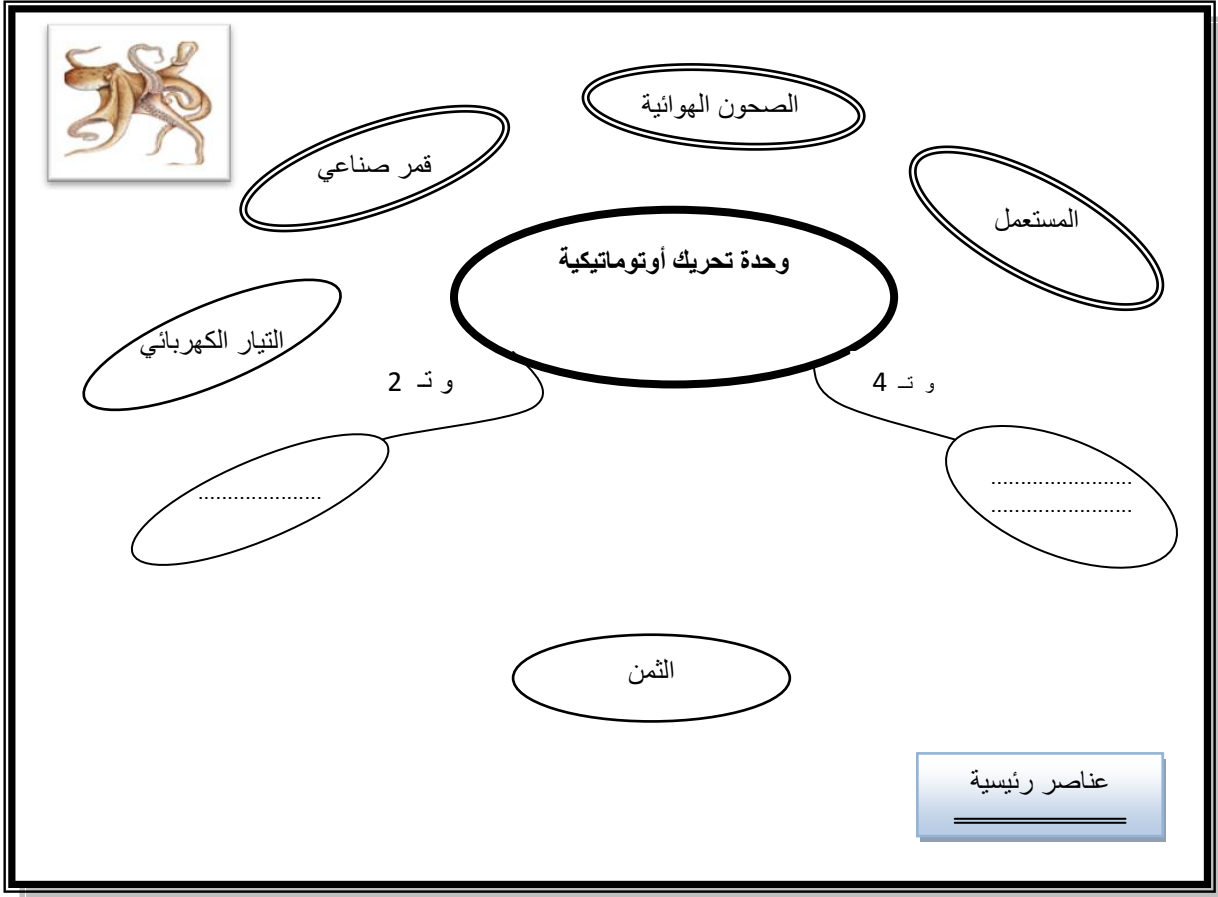 الصحون الهوائية
قمر صناعي
المستعمل
وحدة تحريك أوتوماتيكية
التيار الكهربائي
و تـ 4
و تـ 2
........................
........................
.....................
الثمن
عناصر رئيسية